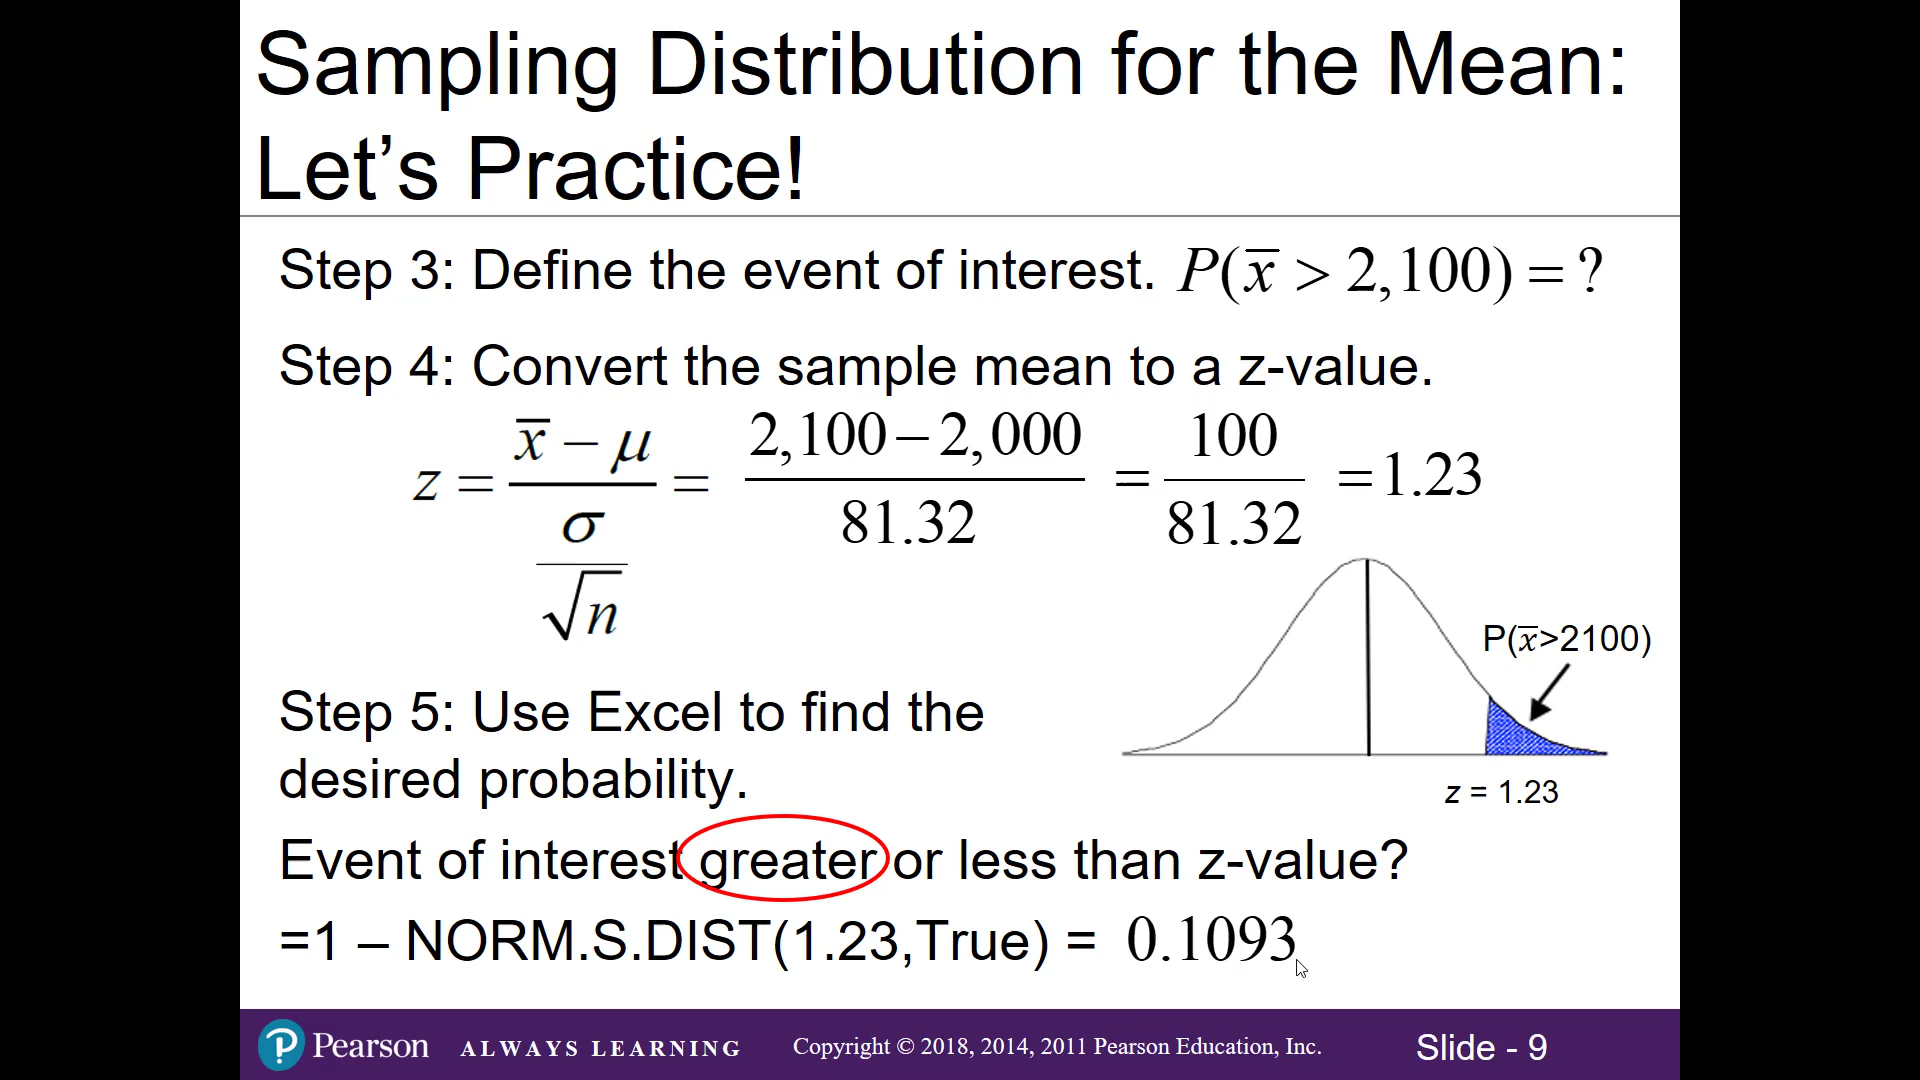 Sampling Distribution for the Mean:
Let’s Practice!
Step 3: Define the event of interest. P(x̅ > 2,100) = ?
Step 4: Convert the sample mean to a z-value.
z = (x̅ – μ) / (σ / √n) = (2,100 – 2,000) / 81.32 = 100 / 81.32 = 1.23
P(x̅>2100)
z = 1.23
Step 5: Use Excel to find the
desired probability.
Event of interest greater or less than z-value?
=1 – NORM.S.DIST(1.23,True) = 0.1093
Pearson ALWAYS LEARNING Copyright © 2018, 2014, 2011 Pearson Education, Inc. Slide - 9